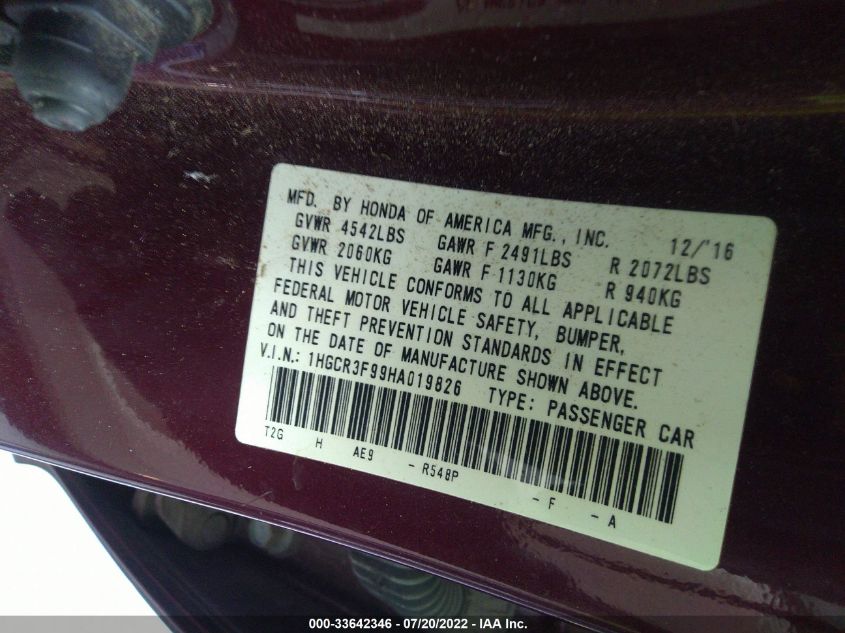 MFD. BY HONDA OF AMERICA MFG., INC. 12/'16
GVWR 4542LBS GAWR F 2491LBS R 2072LBS
GVWR 2060KG GAWR F 1130KG R 940KG
THIS VEHICLE CONFORMS TO ALL APPLICABLE
FEDERAL MOTOR VEHICLE SAFETY, BUMPER,
AND THEFT PREVENTION STANDARDS IN EFFECT
ON THE DATE OF MANUFACTURE SHOWN ABOVE.
V.I.N.: 1HGCR3F99HA019826 TYPE: PASSENGER CAR
T2G H AE9 - R548P - F - A
000-33642346 - 07/20/2022 - IAA Inc.